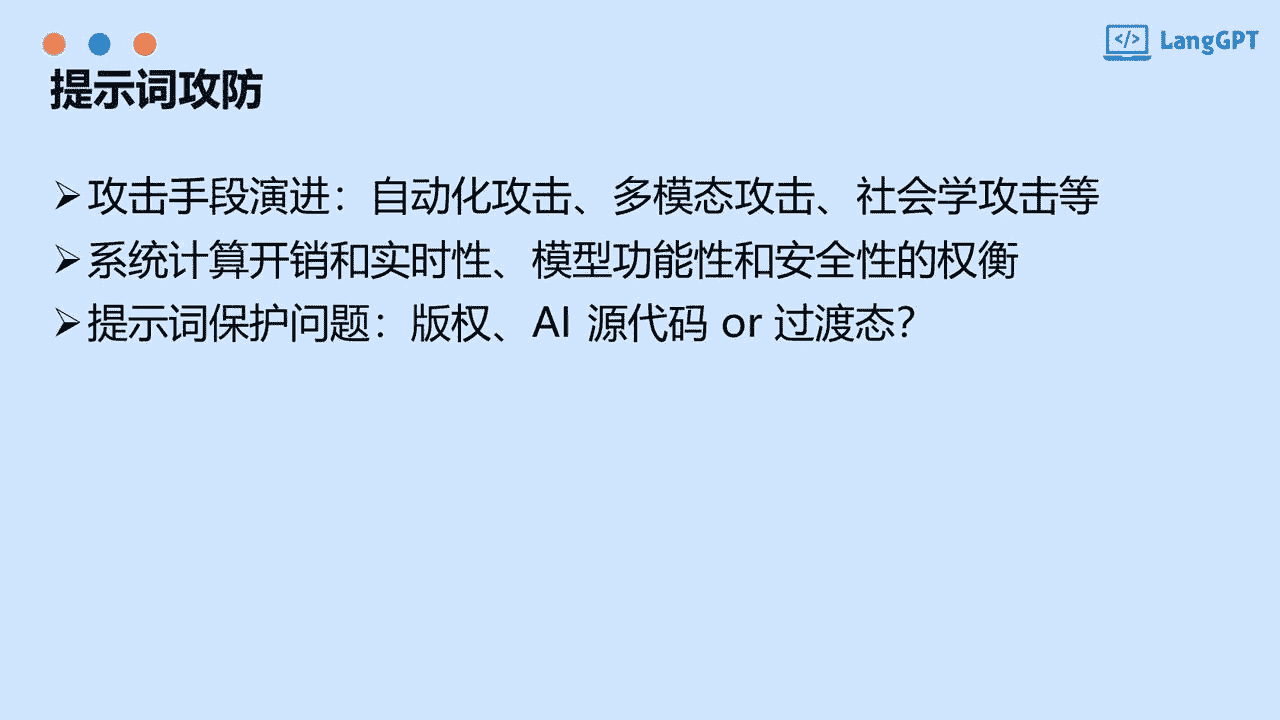 </> LangGPT
提示词攻防
➢攻击手段演进：自动化攻击、多模态攻击、社会学攻击等
➢系统计算开销和实时性、模型功能性和安全性的权衡
➢提示词保护问题：版权、AI 源代码 or 过渡态？